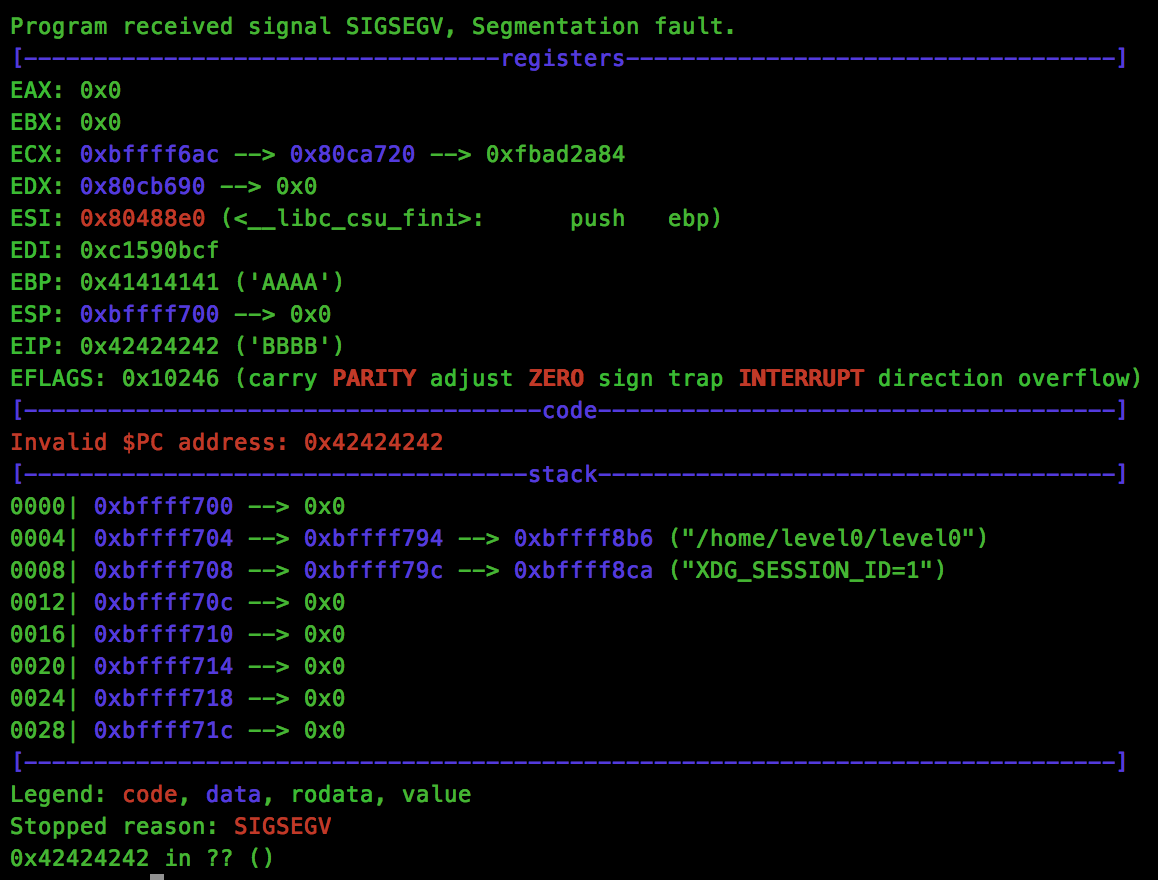 Program received signal SIGSEGV, Segmentation fault.
[----------------------------------registers-----------------------------------]
EAX: 0x0
EBX: 0x0
ECX: 0xbffff6ac --> 0x80ca720 --> 0xfbad2a84
EDX: 0x80cb690 --> 0x0
ESI: 0x80488e0 (<__libc_csu_fini>:      push   ebp)
EDI: 0xc1590bcf
EBP: 0x41414141 ('AAAA')
ESP: 0xbffff700 --> 0x0
EIP: 0x42424242 ('BBBB')
EFLAGS: 0x10246 (carry PARITY adjust ZERO sign trap INTERRUPT direction overflow)
[-------------------------------------code-------------------------------------]
Invalid $PC address: 0x42424242
[------------------------------------stack-------------------------------------]
0000| 0xbffff700 --> 0x0
0004| 0xbffff704 --> 0xbffff794 --> 0xbffff8b6 ("/home/level0/level0")
0008| 0xbffff708 --> 0xbffff79c --> 0xbffff8ca ("XDG_SESSION_ID=1")
0012| 0xbffff70c --> 0x0
0016| 0xbffff710 --> 0x0
0020| 0xbffff714 --> 0x0
0024| 0xbffff718 --> 0x0
0028| 0xbffff71c --> 0x0
[------------------------------------------------------------------------------]
Legend: code, data, rodata, value
Stopped reason: SIGSEGV
0x42424242 in ?? ()